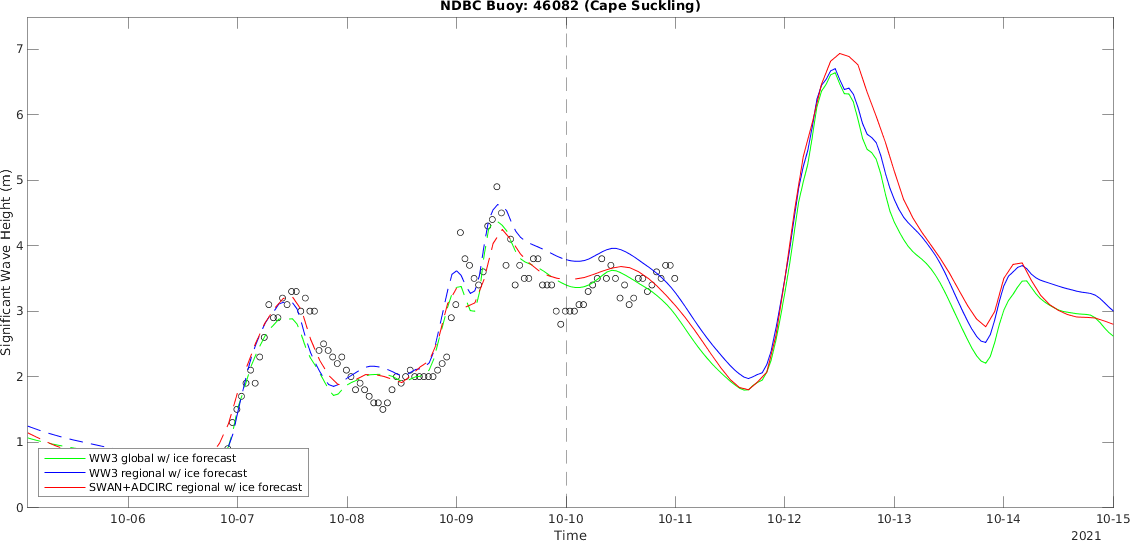 NDBC Buoy: 46082 (Cape Suckling)
7
6
5
4
3
2
1
0
Significant Wave Height (m)
WW3 global w/ ice forecast
WW3 regional w/ ice forecast
SWAN+ADCIRC regional w/ ice forecast
10-06 10-07 10-08 10-09 10-10 10-11 10-12 10-13 10-14 10-15
Time
2021